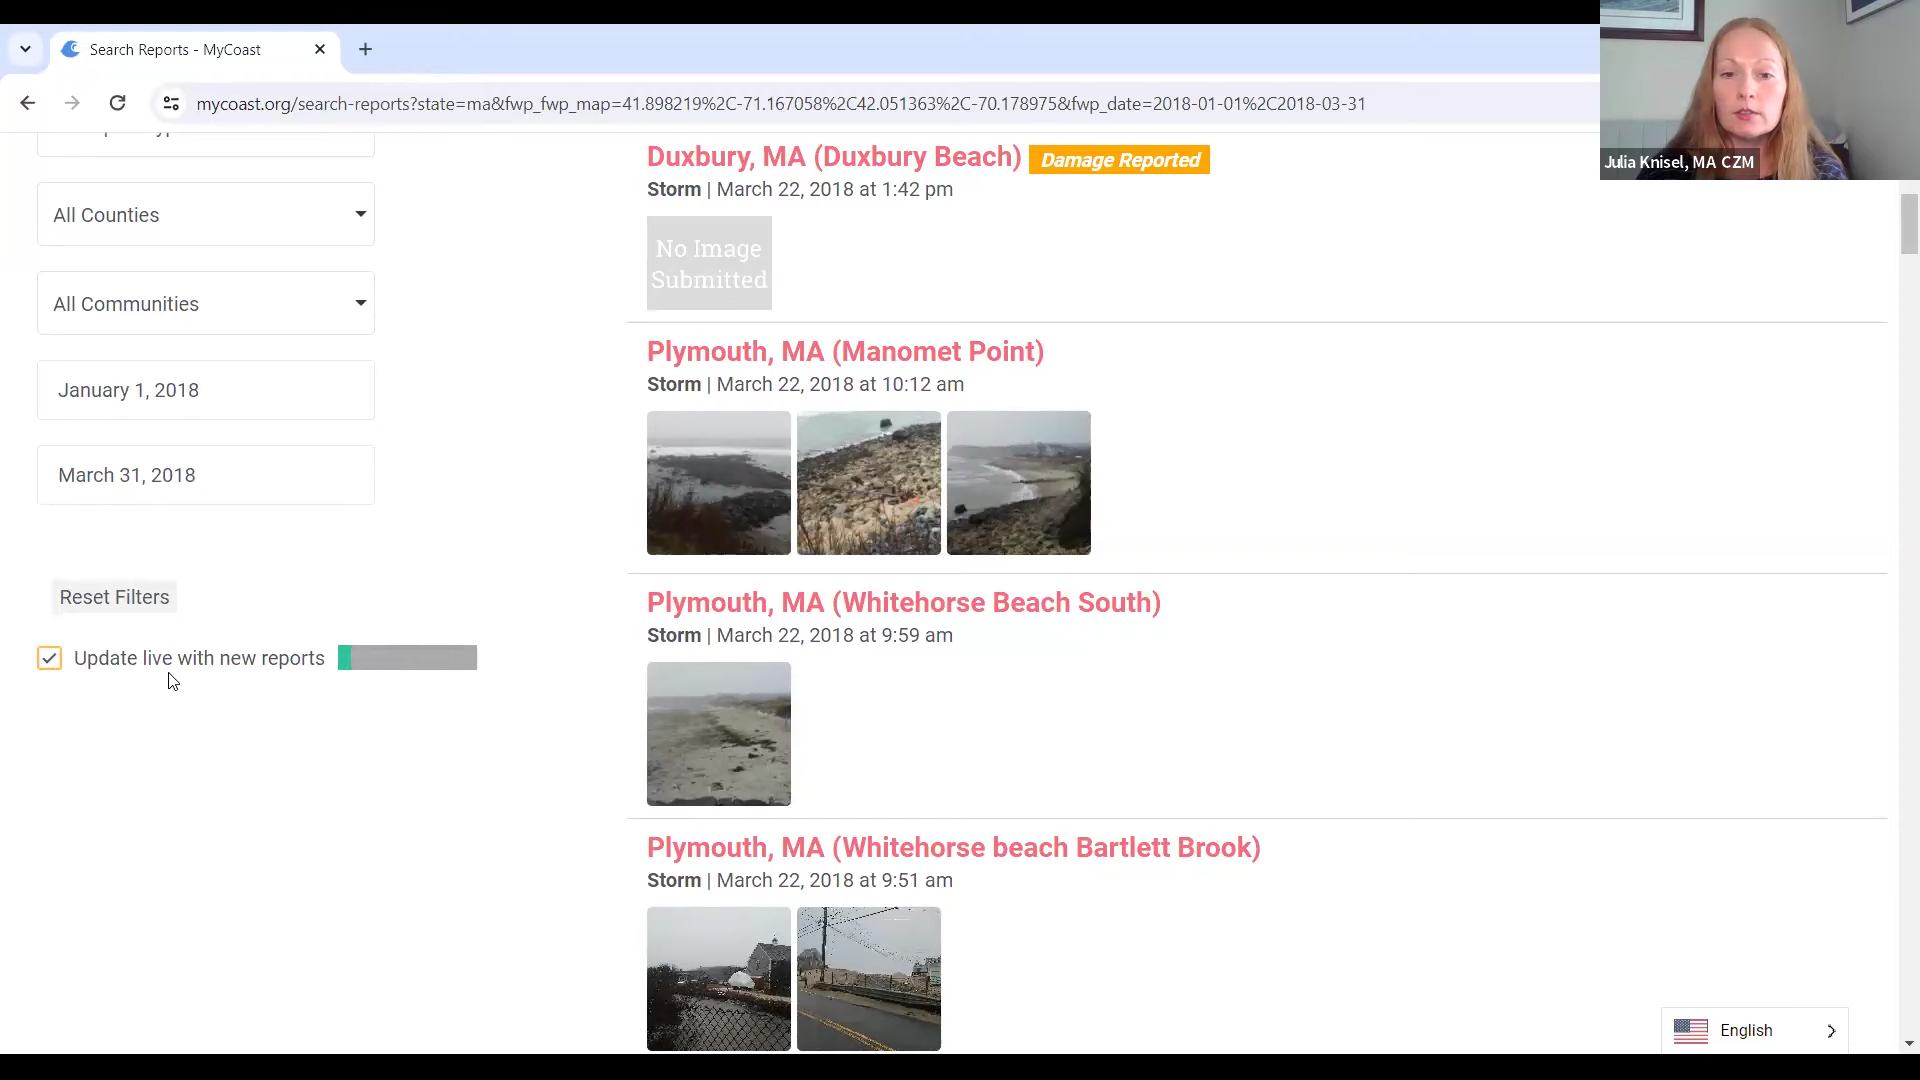 Search Reports - MyCoast
mycoast.org/search-reports?state=ma&fwp_fwp_map=41.898219%2C-71.167058%2C42.051363%2C-70.178975&fwp_date=2018-01-01%2C2018-03-31
Julia Knisel, MA CZM
All Counties
All Communities
January 1, 2018
March 31, 2018
Reset Filters
Update live with new reports
Duxbury, MA (Duxbury Beach) Damage Reported
Storm | March 22, 2018 at 1:42 pm
No Image
Submitted
Plymouth, MA (Manomet Point)
Storm | March 22, 2018 at 10:12 am
Plymouth, MA (Whitehorse Beach South)
Storm | March 22, 2018 at 9:59 am
Plymouth, MA (Whitehorse beach Bartlett Brook)
Storm | March 22, 2018 at 9:51 am
English